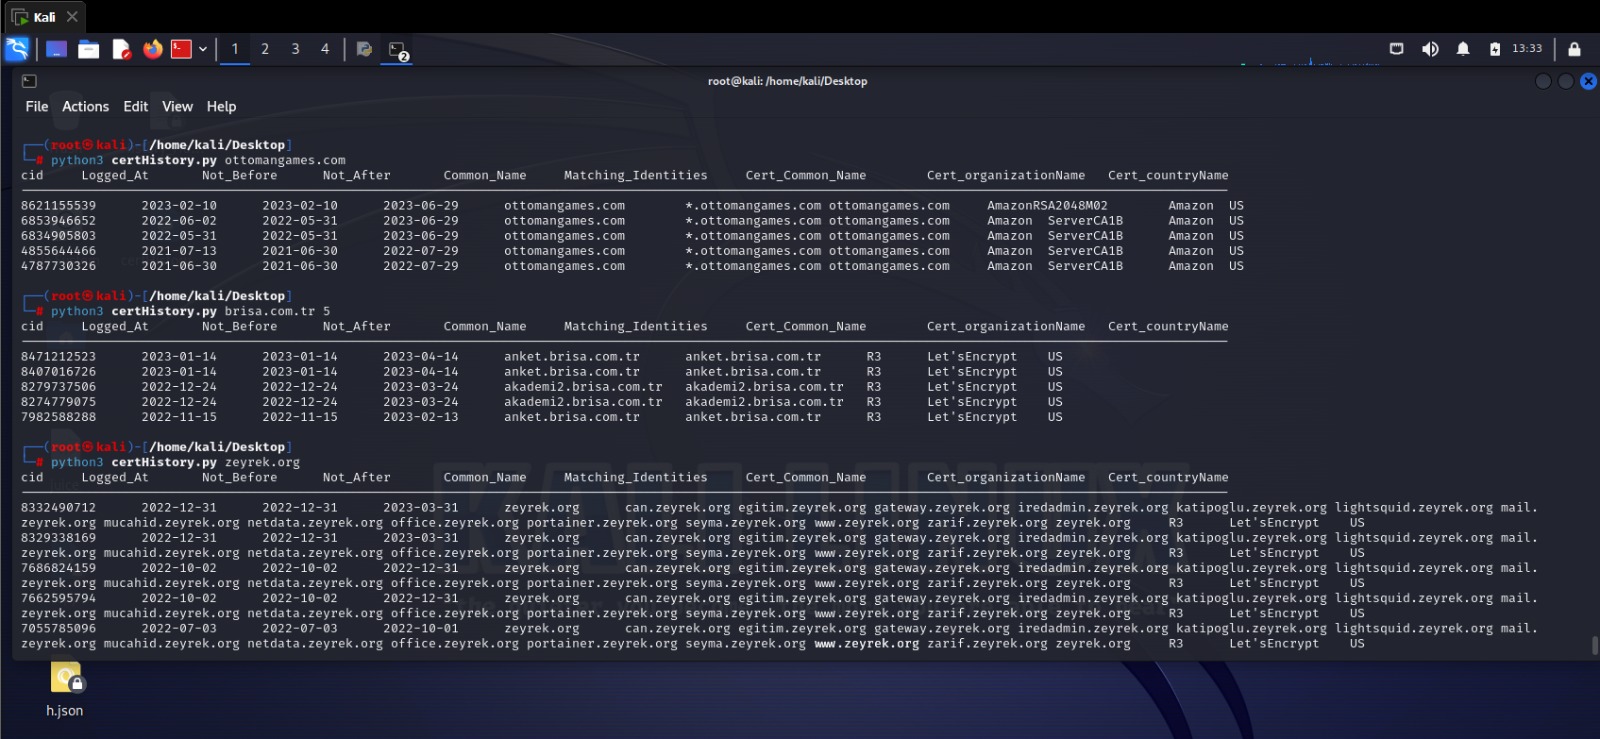 Kali
1 2 3 4
2
13:33
root@kali: /home/kali/Desktop
File Actions Edit View Help
(root㉿kali)-[/home/kali/Desktop]
# python3 certHistory.py ottomangames.com
cid Logged_At Not_Before Not_After Common_Name Matching_Identities Cert_Common_Name Cert_organizationName Cert_countryName
8621155539 2023-02-10 2023-02-10 2023-06-29 ottomangames.com *.ottomangames.com ottomangames.com AmazonRSA2048M02 Amazon US
6853946652 2022-06-02 2022-05-31 2023-06-29 ottomangames.com *.ottomangames.com ottomangames.com Amazon ServerCA1B Amazon US
6834905803 2022-05-31 2022-05-31 2023-06-29 ottomangames.com *.ottomangames.com ottomangames.com Amazon ServerCA1B Amazon US
4855644466 2021-07-13 2021-06-30 2022-07-29 ottomangames.com *.ottomangames.com ottomangames.com Amazon ServerCA1B Amazon US
4787730326 2021-06-30 2021-06-30 2022-07-29 ottomangames.com *.ottomangames.com ottomangames.com Amazon ServerCA1B Amazon US
(root㉿kali)-[/home/kali/Desktop]
# python3 certHistory.py brisa.com.tr 5
cid Logged_At Not_Before Not_After Common_Name Matching_Identities Cert_Common_Name Cert_organizationName Cert_countryName
8471212523 2023-01-14 2023-01-14 2023-04-14 anket.brisa.com.tr anket.brisa.com.tr R3 Let'sEncrypt US
8407016726 2023-01-14 2023-01-14 2023-04-14 anket.brisa.com.tr anket.brisa.com.tr R3 Let'sEncrypt US
8279737506 2022-12-24 2022-12-24 2023-03-24 akademi2.brisa.com.tr akademi2.brisa.com.tr R3 Let'sEncrypt US
8274779075 2022-12-24 2022-12-24 2023-03-24 akademi2.brisa.com.tr akademi2.brisa.com.tr R3 Let'sEncrypt US
7982588288 2022-11-15 2022-11-15 2023-02-13 anket.brisa.com.tr anket.brisa.com.tr R3 Let'sEncrypt US
(root㉿kali)-[/home/kali/Desktop]
# python3 certHistory.py zeyrek.org
cid Logged_At Not_Before Not_After Common_Name Matching_Identities Cert_Common_Name Cert_organizationName Cert_countryName
8332490712 2022-12-31 2022-12-31 2023-03-31 zeyrek.org can.zeyrek.org egitim.zeyrek.org gateway.zeyrek.org iredadmin.zeyrek.org katipoglu.zeyrek.org lightsquid.zeyrek.org mail.
zeyrek.org mucahid.zeyrek.org netdata.zeyrek.org office.zeyrek.org portainer.zeyrek.org seyma.zeyrek.org www.zeyrek.org zarif.zeyrek.org zeyrek.org R3 Let'sEncrypt US
8329338169 2022-12-31 2022-12-31 2023-03-31 zeyrek.org can.zeyrek.org egitim.zeyrek.org gateway.zeyrek.org iredadmin.zeyrek.org katipoglu.zeyrek.org lightsquid.zeyrek.org mail.
zeyrek.org mucahid.zeyrek.org netdata.zeyrek.org office.zeyrek.org portainer.zeyrek.org seyma.zeyrek.org www.zeyrek.org zarif.zeyrek.org zeyrek.org R3 Let'sEncrypt US
7686824159 2022-10-02 2022-10-02 2022-12-31 zeyrek.org can.zeyrek.org egitim.zeyrek.org gateway.zeyrek.org iredadmin.zeyrek.org katipoglu.zeyrek.org lightsquid.zeyrek.org mail.
zeyrek.org mucahid.zeyrek.org netdata.zeyrek.org office.zeyrek.org portainer.zeyrek.org seyma.zeyrek.org www.zeyrek.org zarif.zeyrek.org zeyrek.org R3 Let'sEncrypt US
7662595794 2022-10-02 2022-10-02 2022-12-31 zeyrek.org can.zeyrek.org egitim.zeyrek.org gateway.zeyrek.org iredadmin.zeyrek.org katipoglu.zeyrek.org lightsquid.zeyrek.org mail.
zeyrek.org mucahid.zeyrek.org netdata.zeyrek.org office.zeyrek.org portainer.zeyrek.org seyma.zeyrek.org www.zeyrek.org zarif.zeyrek.org zeyrek.org R3 Let'sEncrypt US
7055785096 2022-07-03 2022-07-03 2022-10-01 zeyrek.org can.zeyrek.org egitim.zeyrek.org gateway.zeyrek.org iredadmin.zeyrek.org katipoglu.zeyrek.org lightsquid.zeyrek.org mail.
zeyrek.org mucahid.zeyrek.org netdata.zeyrek.org office.zeyrek.org portainer.zeyrek.org seyma.zeyrek.org www.zeyrek.org zarif.zeyrek.org zeyrek.org R3 Let'sEncrypt US
h.json